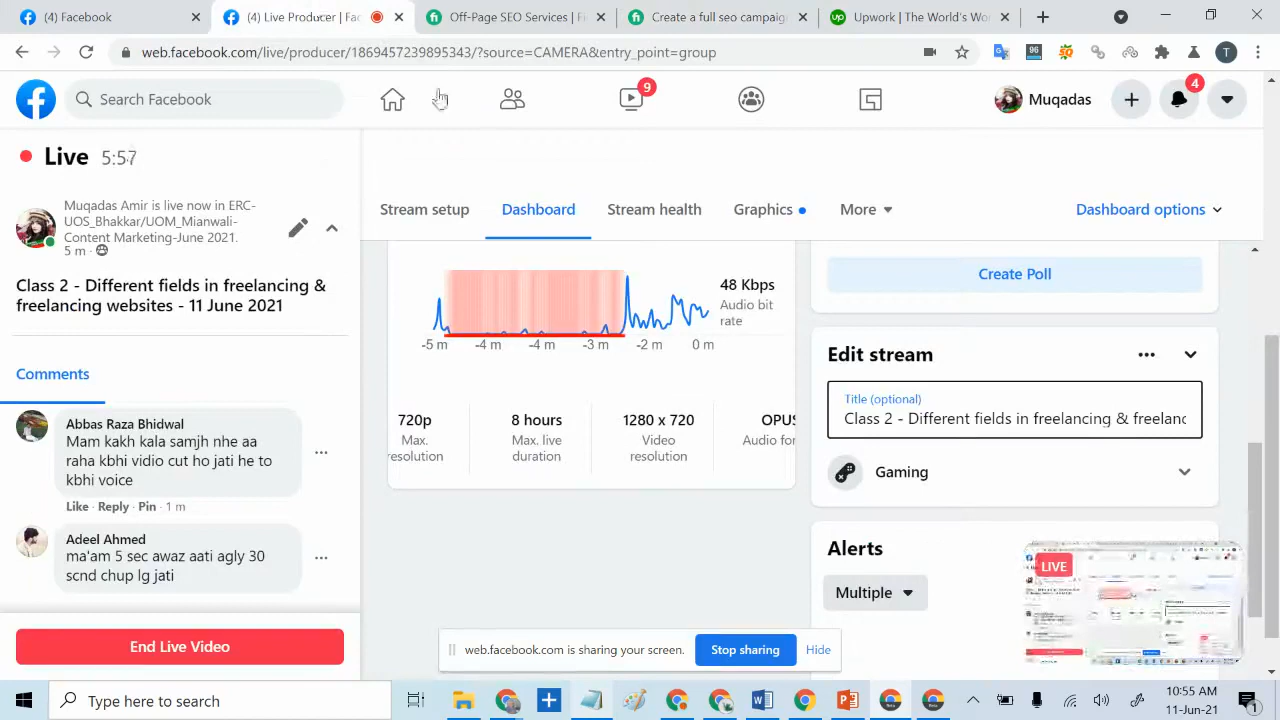 (4) Facebook
Live Producer | Fac
Off Page SEO Services | Fi
Create a full seo campaign
Upwork | The World's Wo
web.facebook.com/live/producer/1869457239895343/?source=CAMERA&entry_point=group
96
T
Search Facebook
9
Muqadas
4
Live 5:57
Muqadas Amir is live now in ERC-
UOS_Bhakkar/UOM_Mianwali-
Content Marketing-June 2021.
5 m ·
Class 2 - Different fields in freelancing &
freelancing websites - 11 June 2021
Comments
Abbas Raza Bhidwal
Mam kakh kala samjh nhe aa
raha kbhi vidio cut ho jati he to
kbhi voice
Like · Reply · Pin · 1 m
Adeel Ahmed
ma'am 5 sec awaz aati agly 30
scnd chup lg jati
End Live Video
Stream setup
Dashboard
Stream health
Graphics
More
Dashboard options
48 Kbps
Audio bit
rate
-5 m -4 m -4 m -3 m -2 m 0 m
720p
Max.
resolution
8 hours
Max. live
duration
1280 x 720
Video
resolution
OPUS
Audio for
Create Poll
Edit stream
Title (optional)
Class 2 - Different fields in freelancing & freelanc
Gaming
Alerts
Multiple
LIVE
web.facebook.com is sharing your screen.
Stop sharing
Hide
Type here to search
10:55 AM
11-Jun-21
1